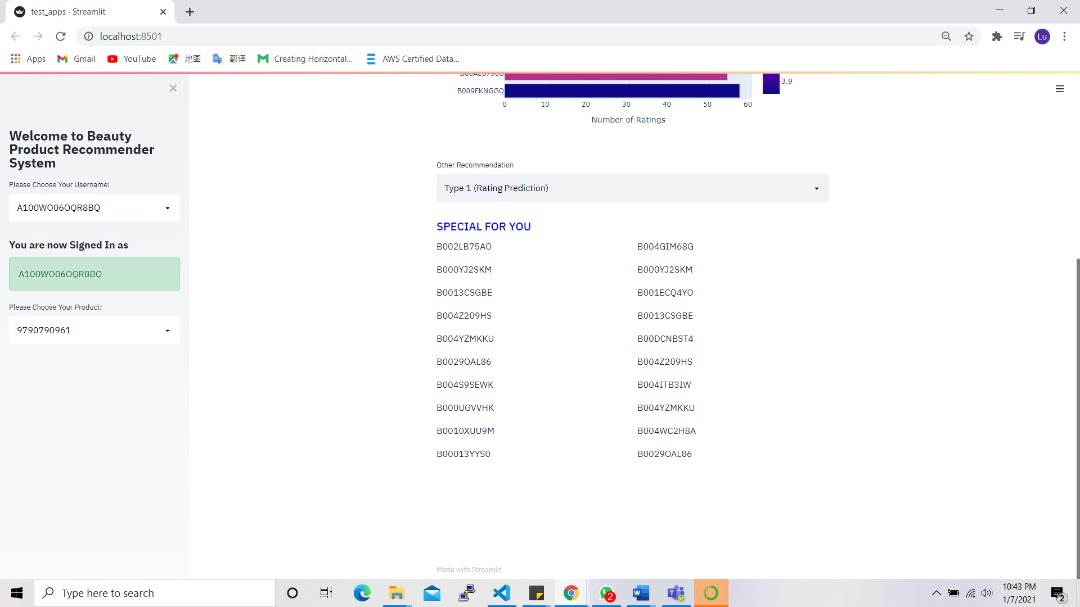 test_apps · Streamlit
localhost:8501
Apps
Gmail
YouTube
地图
翻译
Creating Horizontal...
AWS Certified Data...
Lu
Welcome to Beauty
Product Recommender
System
Please Choose Your Username:
A100WO06OQR8BQ
You are now Signed In as
A100WO06OQR8BQ
Please Choose Your Product:
9790790961
B009FKNGGQ
0 10 20 30 40 50 60
Number of Ratings
3.9
Other Recommendation
Type 1 (Rating Prediction)
SPECIAL FOR YOU
B002LB75AO B004GIM68G
B000YJ2SKM B000YJ2SKM
B0013CSGBE B001ECQ4YO
B004Z209HS B0013CSGBE
B004YZMKKU B00DCNBST4
B0029OAL86 B004Z209HS
B004S9SEWK B004ITB3IW
B000UGVVHK B004YZMKKU
B0010XUU9M B004WC2H8A
B00013YYS0 B0029OAL86
Made with Streamlit
Type here to search
2
10:43 PM
1/7/2021
2